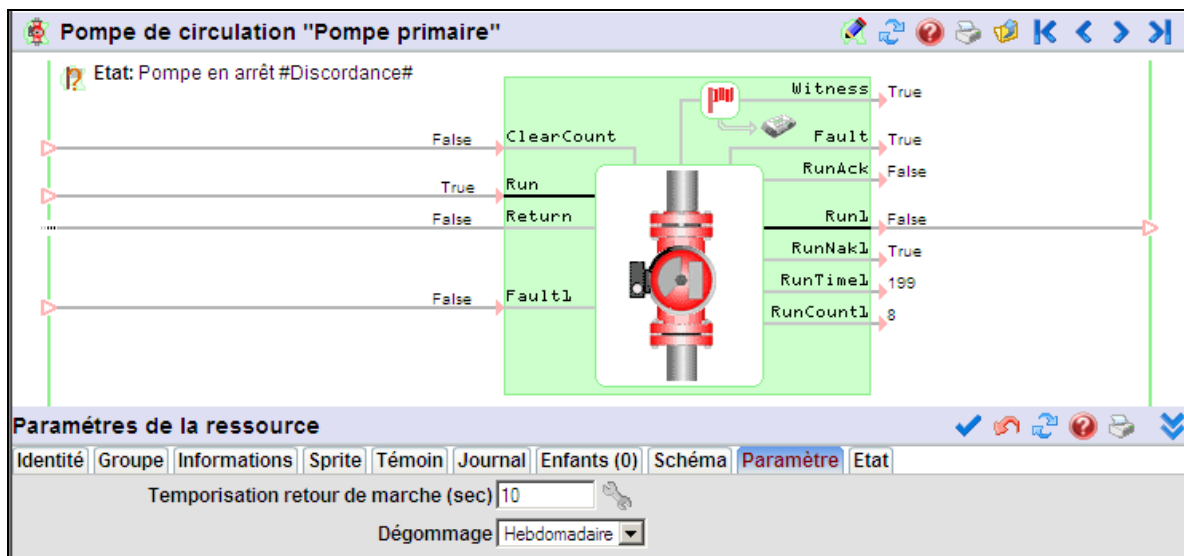 Pompe de circulation "Pompe primaire"
Etat: Pompe en arrêt #Discordance#
Witness True
False ClearCount
Fault True
RunAck False
True Run
False Return
Run1 False
RunNak1 True
RunTime1 199
False Fault1
RunCount1 8
Paramétres de la ressource
Identité Groupe Informations Sprite Témoin Journal Enfants (0) Schéma Paramètre Etat
Temporisation retour de marche (sec) 10
Dégommage Hebdomadaire